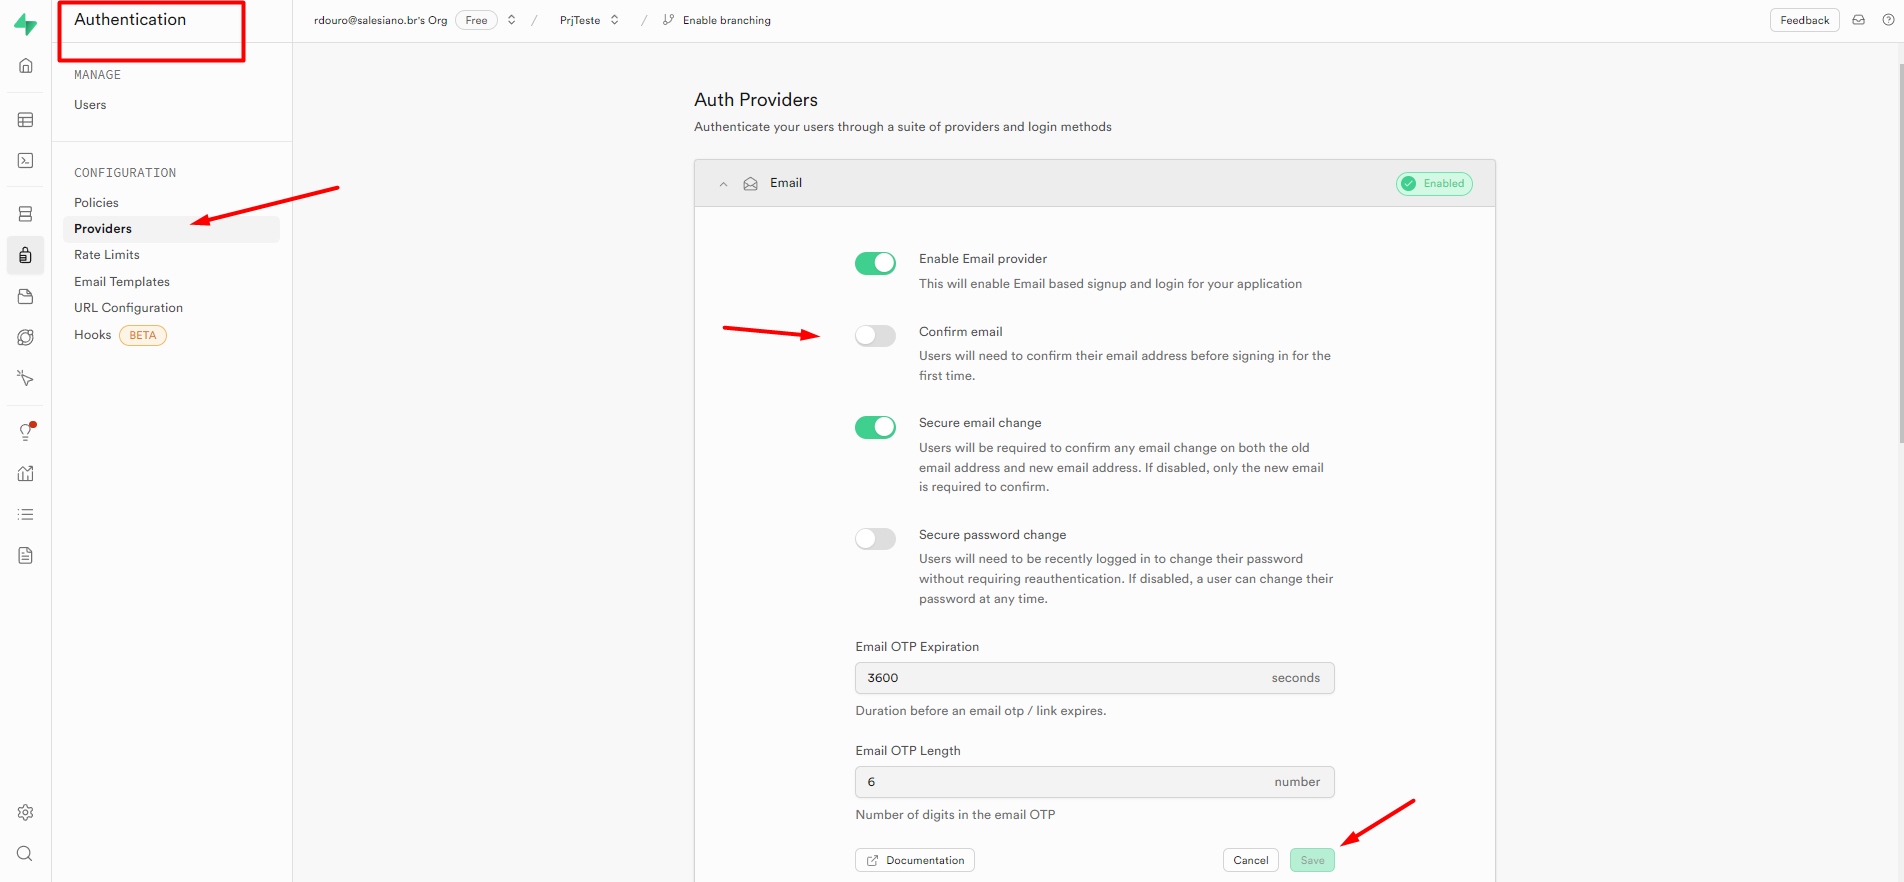 Authentication
rdouro@salesiano.br's Org Free / PrjTeste / Enable branching
Feedback
MANAGE
Users
CONFIGURATION
Policies
Providers
Rate Limits
Email Templates
URL Configuration
Hooks BETA
Auth Providers
Authenticate your users through a suite of providers and login methods
Email
Enabled
Enable Email provider
This will enable Email based signup and login for your application
Confirm email
Users will need to confirm their email address before signing in for the
first time.
Secure email change
Users will be required to confirm any email change on both the old
email address and new email address. If disabled, only the new email
is required to confirm.
Secure password change
Users will need to be recently logged in to change their password
without requiring reauthentication. If disabled, a user can change their
password at any time.
Email OTP Expiration
3600 seconds
Duration before an email otp / link expires.
Email OTP Length
6 number
Number of digits in the email OTP
Documentation
Cancel
Save